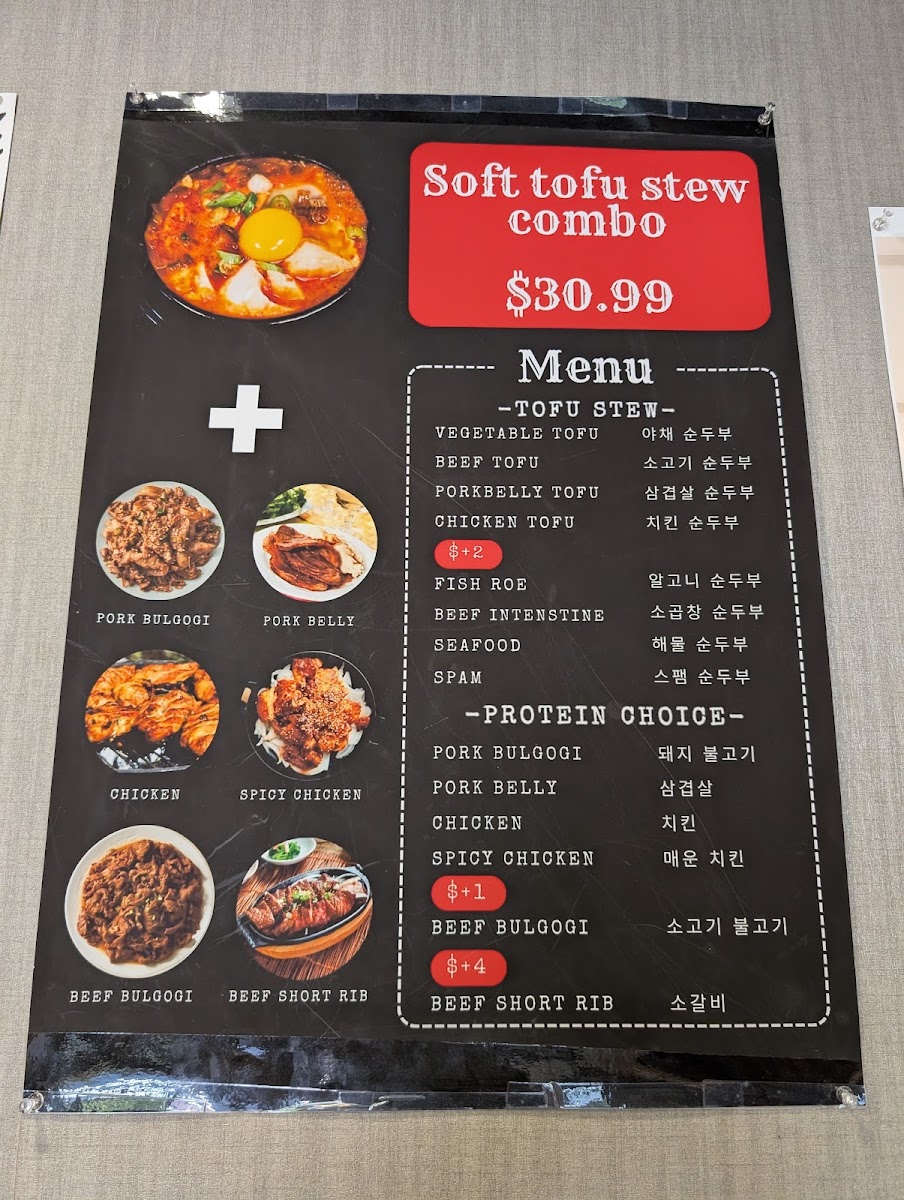 Soft tofu stew
combo
$30.99
Menu
-TOFU STEW-
VEGETABLE TOFU 야채 순두부
BEEF TOFU 소고기 순두부
PORKBELLY TOFU 삼겹살 순두부
CHICKEN TOFU 치킨 순두부
$+2
FISH ROE 알고니 순두부
BEEF INTENSTINE 소곱창 순두부
SEAFOOD 해물 순두부
SPAM 스팸 순두부
-PROTEIN CHOICE-
PORK BULGOGI 돼지 불고기
PORK BELLY 삼겹살
CHICKEN 치킨
SPICY CHICKEN 매운 치킨
$+1
BEEF BULGOGI 소고기 불고기
$+4
BEEF SHORT RIB 소갈비
PORK BULGOGI PORK BELLY
CHICKEN SPICY CHICKEN
BEEF BULGOGI BEEF SHORT RIB